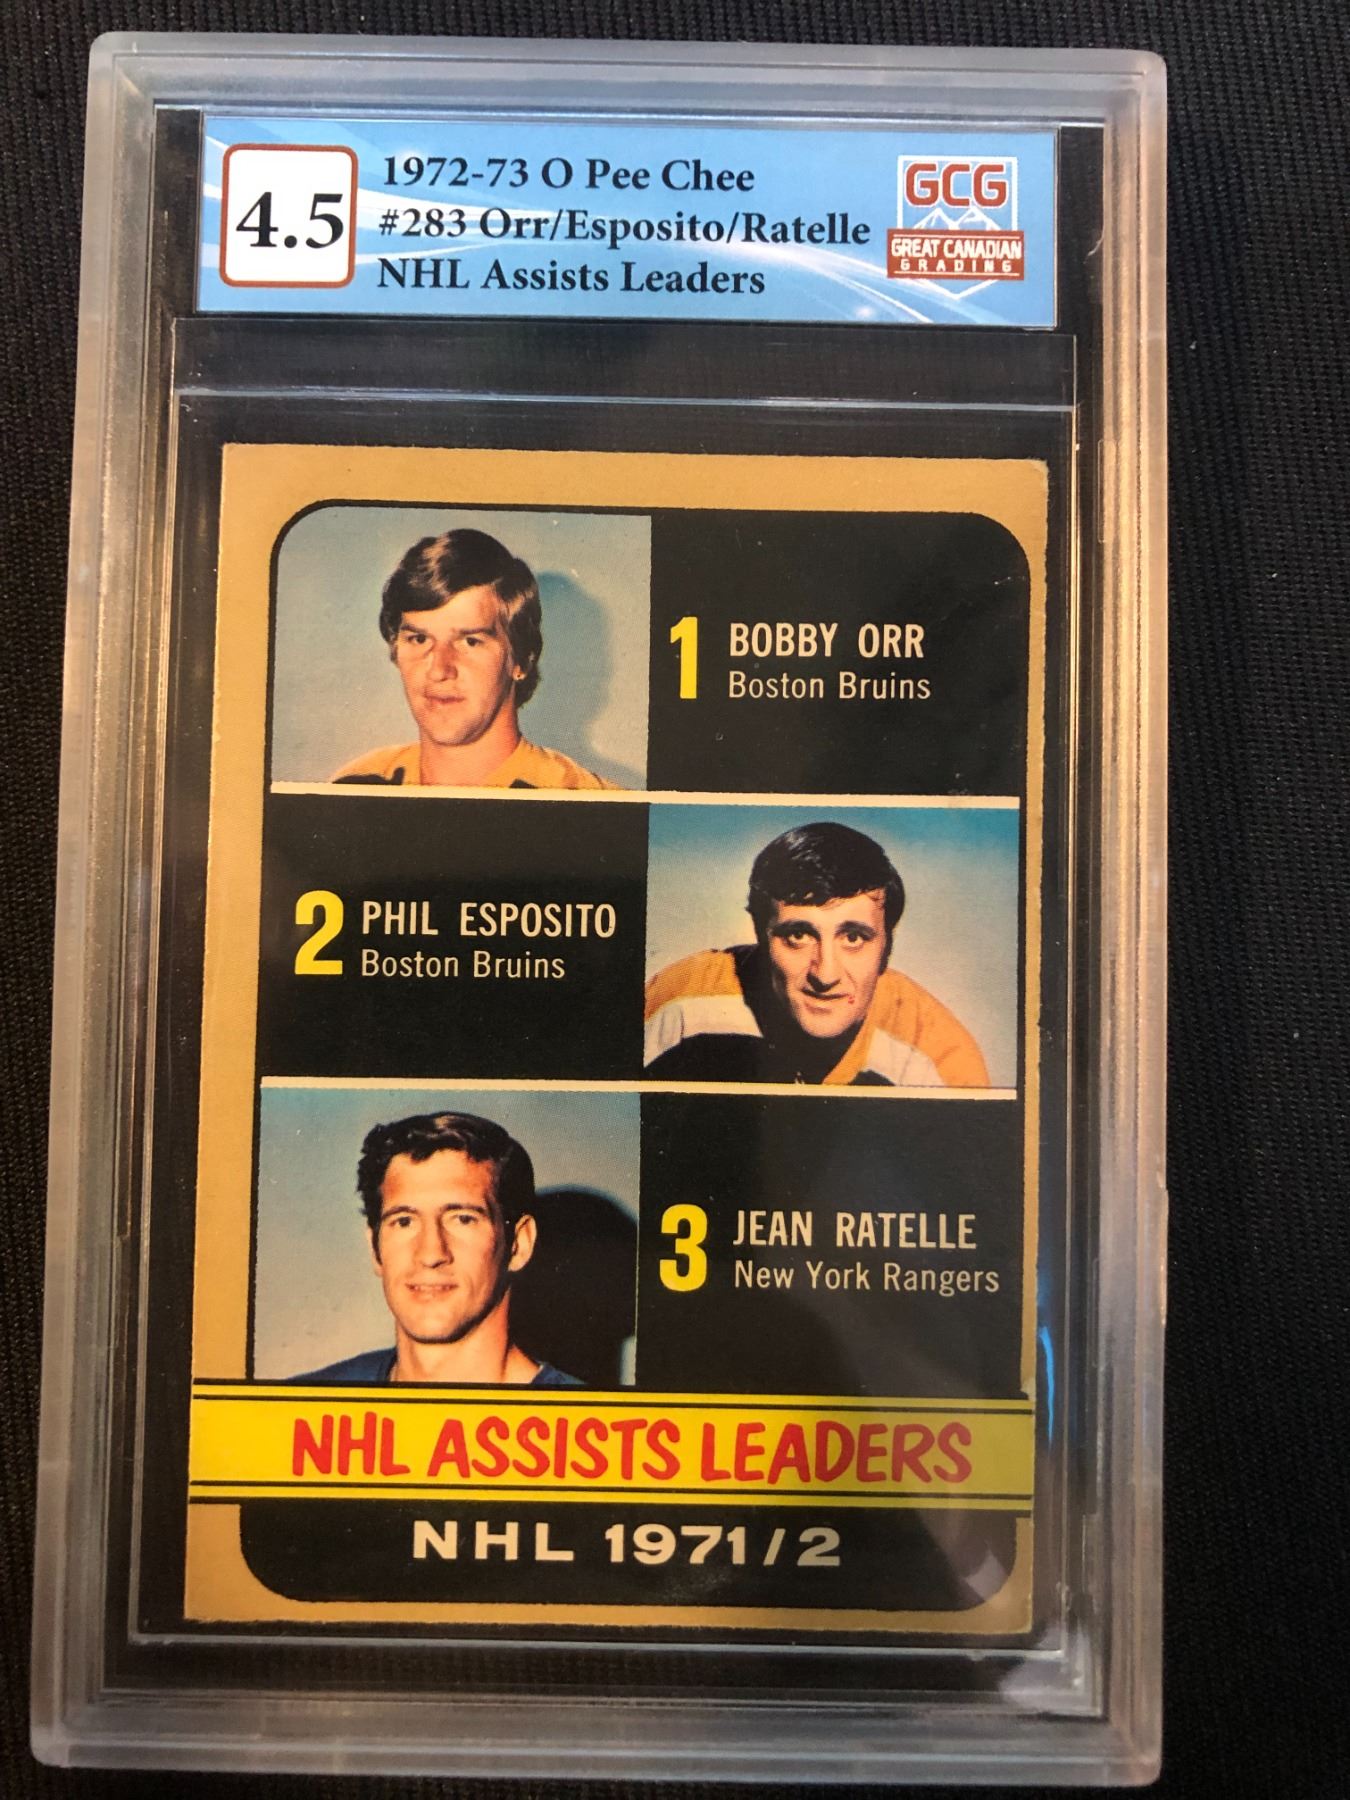 4.5
1972-73 O Pee Chee
#283 Orr/Esposito/Ratelle
NHL Assists Leaders
GCG
GREAT CANADIAN
GRADING
1 BOBBY ORR
Boston Bruins
2 PHIL ESPOSITO
Boston Bruins
3 JEAN RATELLE
New York Rangers
NHL ASSISTS LEADERS
NHL 1971/2